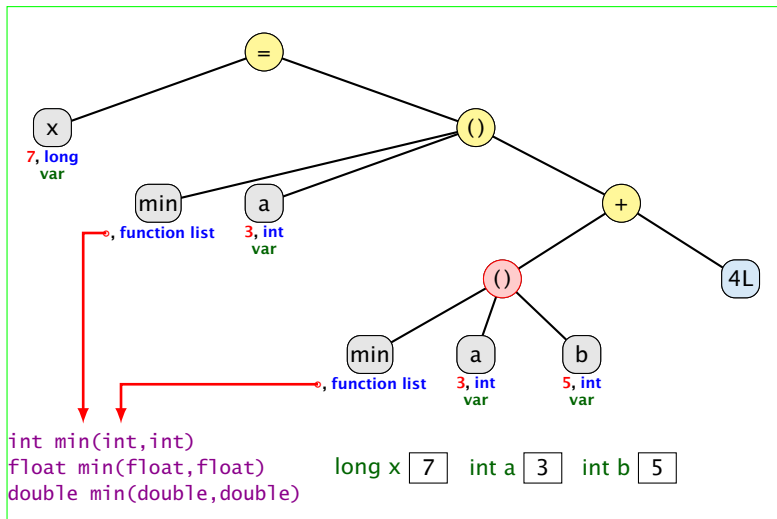 =
x
7, long
var
()
min
, function list
a
3, int
var
+
()
4L
min
, function list
a
3, int
var
b
5, int
var
int min(int,int)
float min(float,float)
double min(double,double)
long x 7 int a 3 int b 5